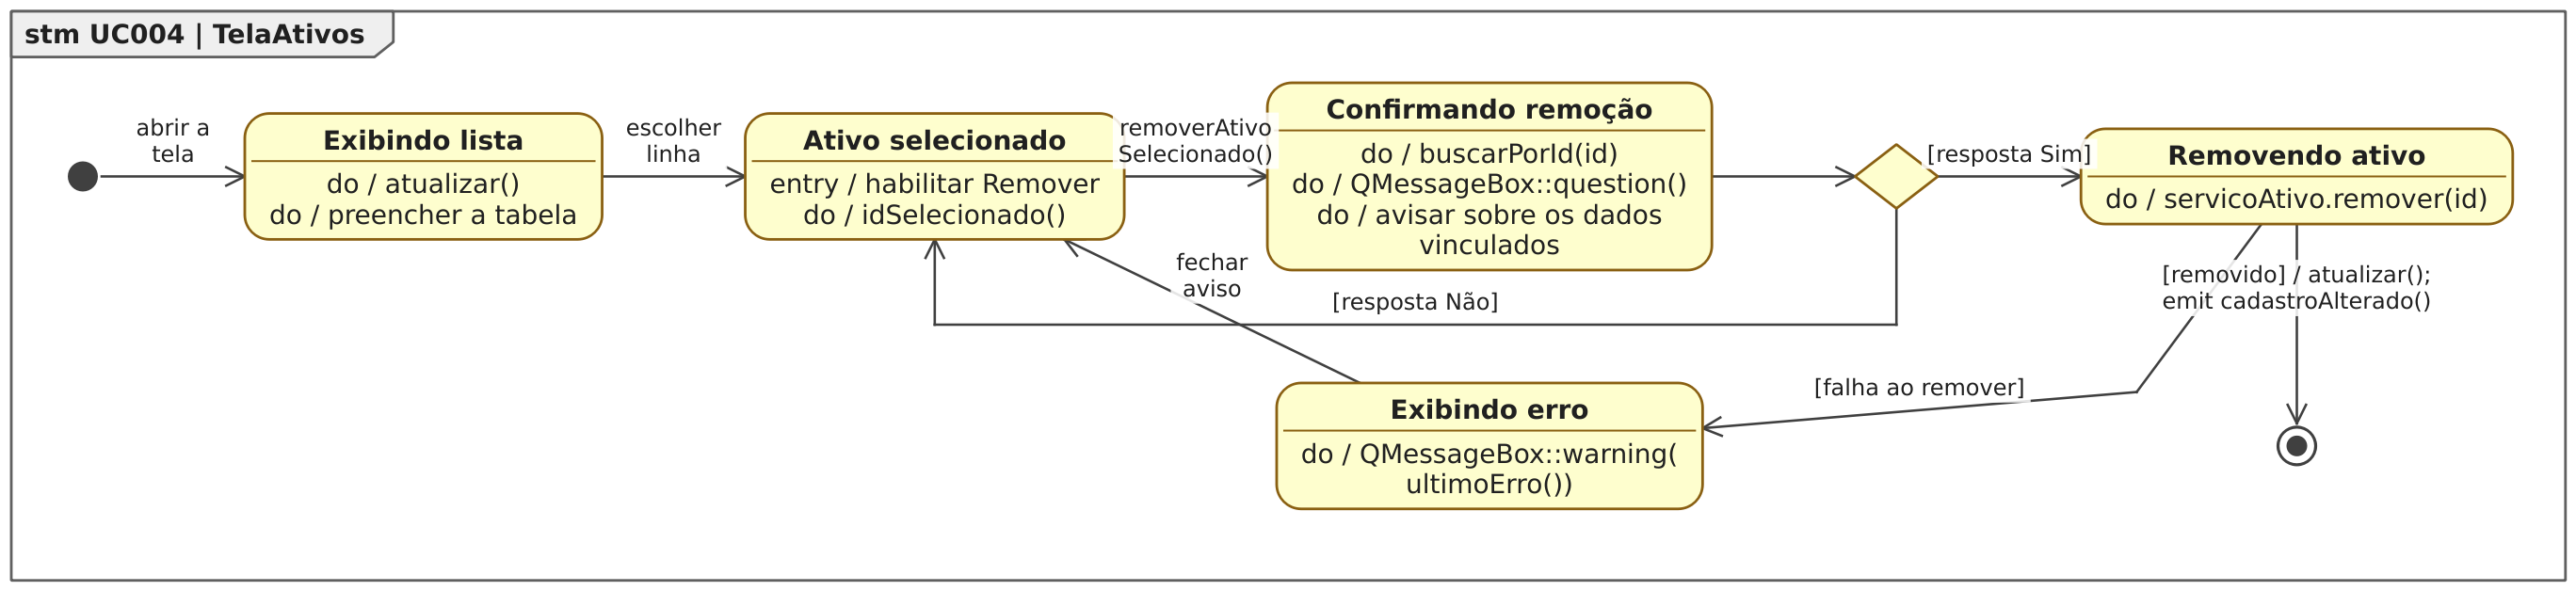 stm UC004 | TelaAtivos
abrir a
tela
Exibindo lista
do / atualizar()
do / preencher a tabela
escolher
linha
Ativo selecionado
entry / habilitar Remover
do / idSelecionado()
removerAtivo
Selecionado()
Confirmando remoção
do / buscarPorId(id)
do / QMessageBox::question()
do / avisar sobre os dados
vinculados
[resposta Sim]
Removendo ativo
do / servicoAtivo.remover(id)
fechar
aviso
[resposta Não]
[removido] / atualizar();
emit cadastroAlterado()
[falha ao remover]
Exibindo erro
do / QMessageBox::warning(
ultimoErro())